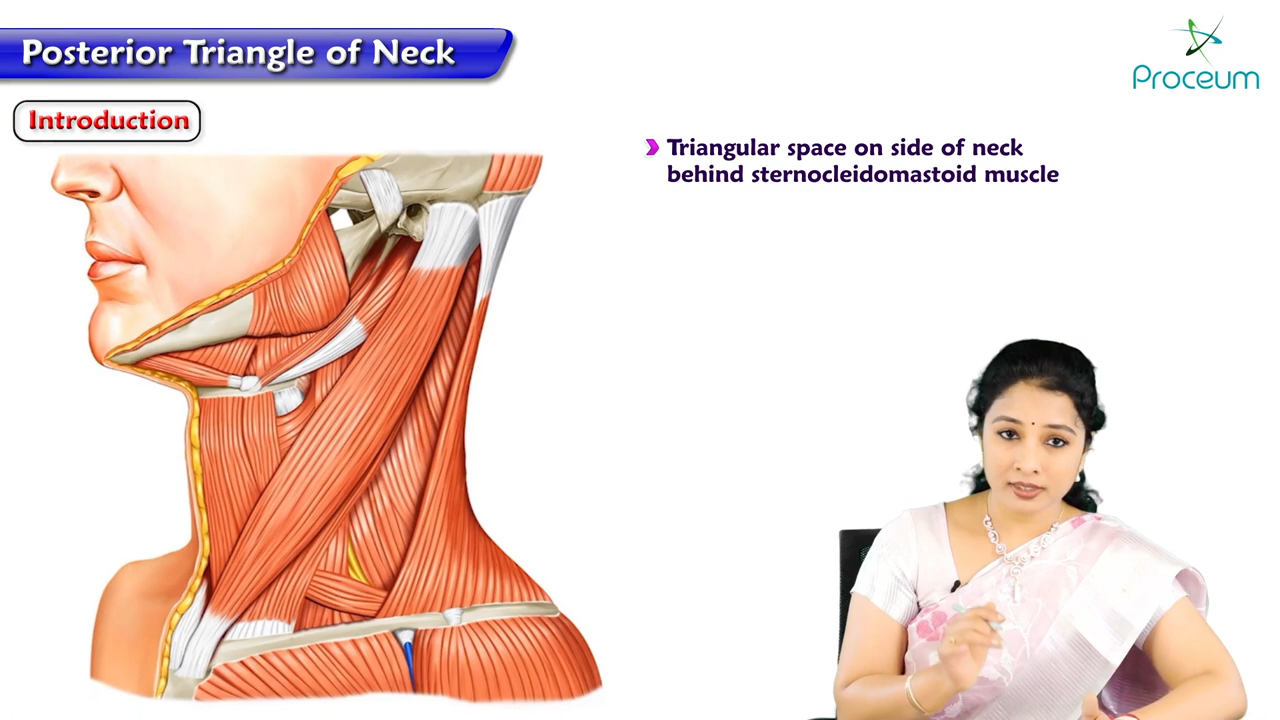 Posterior Triangle of Neck
Proceum
Introduction
Triangular space on side of neck
behind sternocleidomastoid muscle